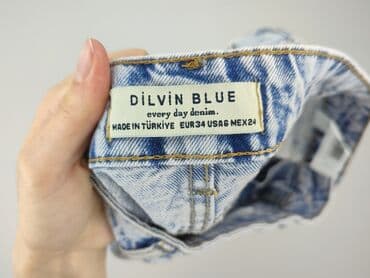 DİLVİN BLUE
every day denim.
MADE IN TÜRKİYE EUR34 USA6 MEX24